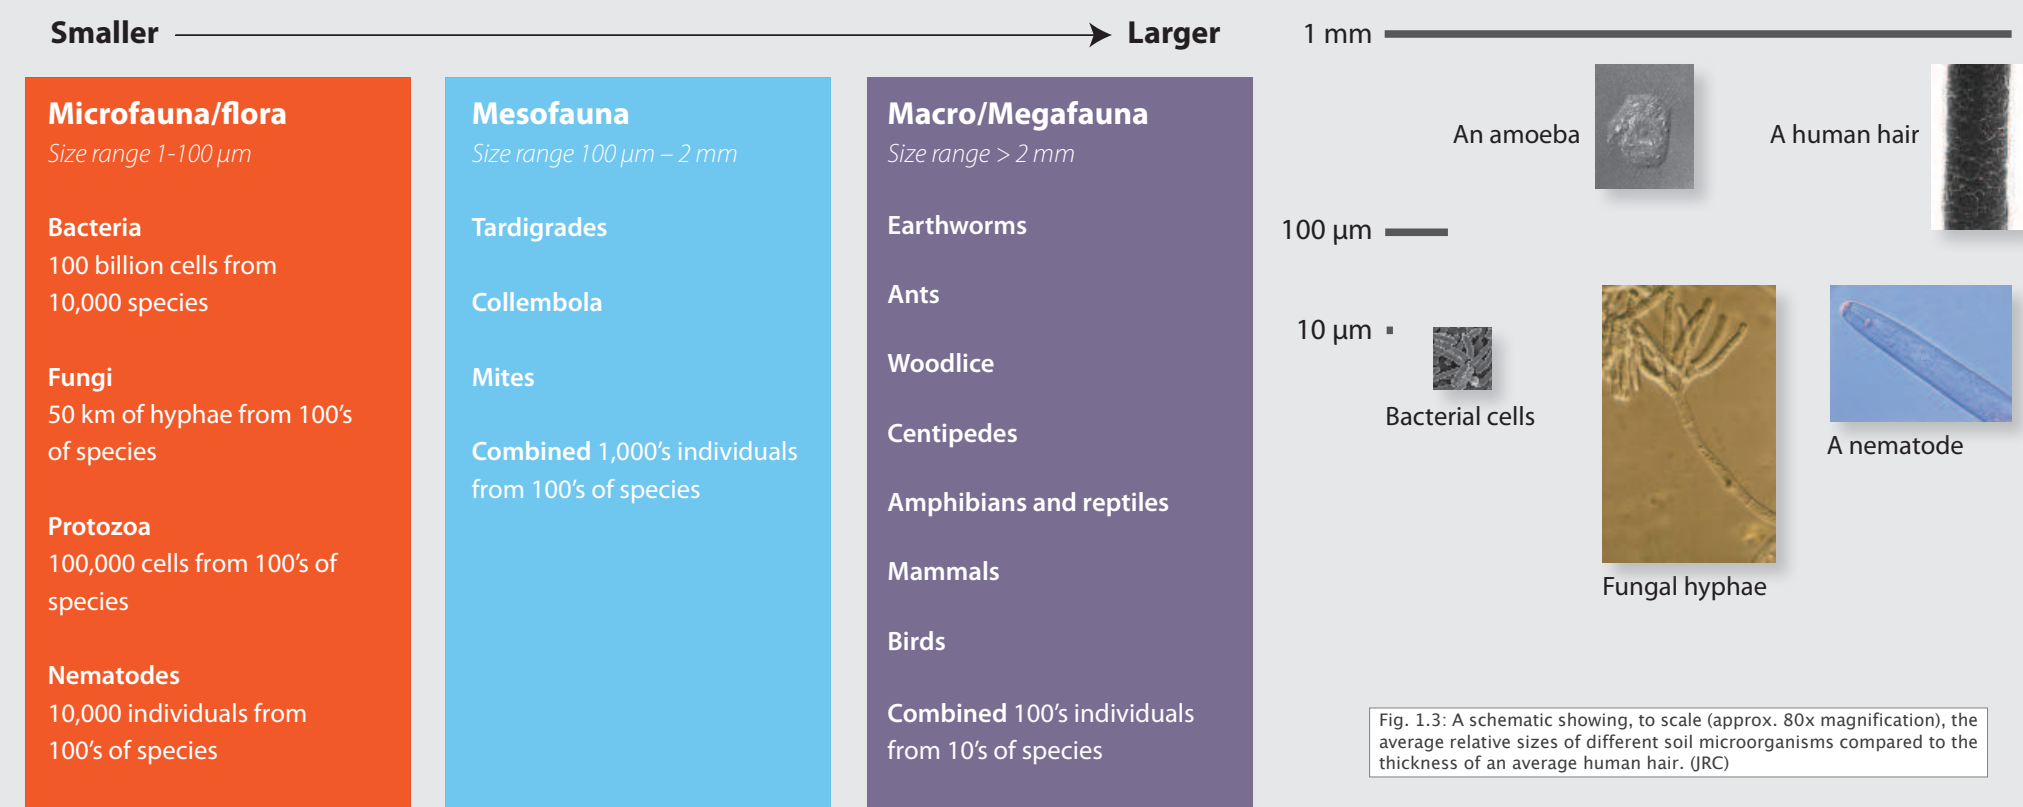 Smaller
Larger
Microfauna/flora
Size range 1-100 µm
Bacteria
100 billion cells from
10,000 species
Fungi
50 km of hyphae from 100’s
of species
Protozoa
100,000 cells from 100’s of
species
Nematodes
10,000 individuals from
100’s of species
Mesofauna
Size range 100 µm – 2 mm
Tardigrades
Collembola
Mites
Combined 1,000’s individuals
from 100’s of species
Macro/Megafauna
Size range > 2 mm
Earthworms
Ants
Woodlice
Centipedes
Amphibians and reptiles
Mammals
Birds
Combined 100’s individuals
from 10’s of species
1 mm
An amoeba
A human hair
100 µm
10 µm
Bacterial cells
A nematode
Fungal hyphae
Fig. 1.3: A schematic showing, to scale (approx. 80x magnification), the
average relative sizes of different soil microorganisms compared to the
thickness of an average human hair. (JRC)